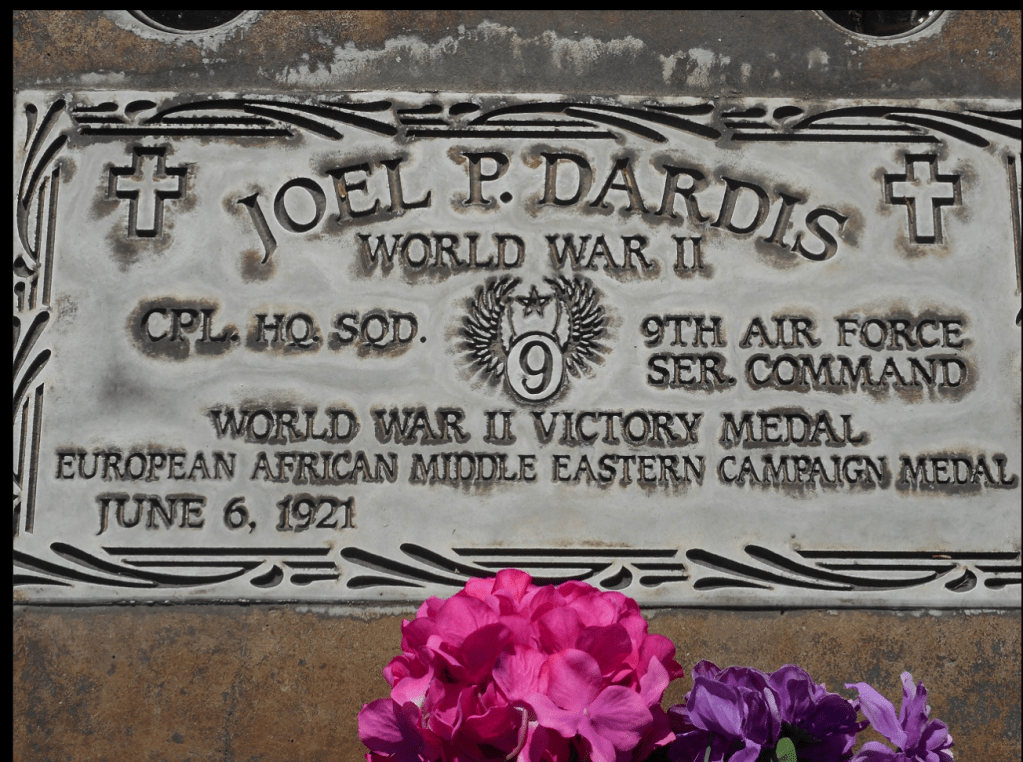 JOEL P. DARDIS
WORLD WAR II
CPL. HQ. SQD.
9
9TH AIR FORCE
SER. COMMAND
WORLD WAR II VICTORY MEDAL
EUROPEAN AFRICAN MIDDLE EASTERN CAMPAIGN MEDAL
JUNE 6, 1921